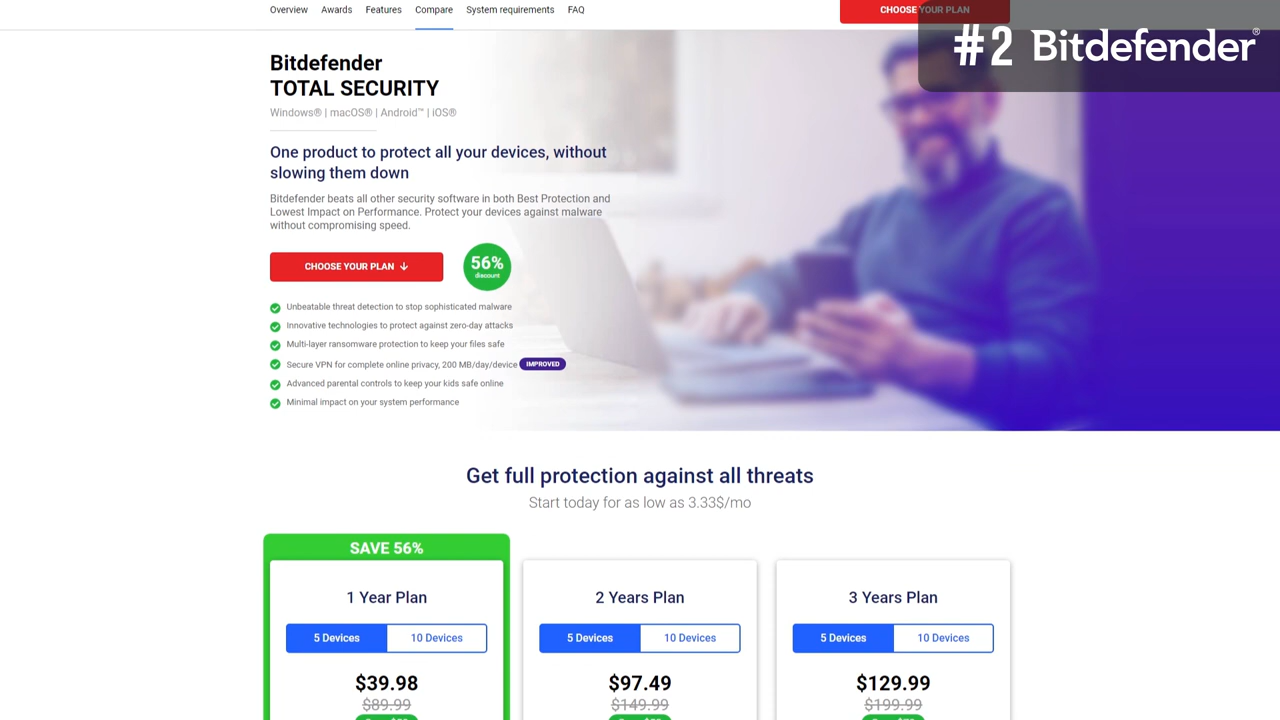 Overview Awards Features Compare System requirements FAQ
CHOOSE YOUR PLAN
#2 Bitdefender®
Bitdefender
TOTAL SECURITY
Windows® | macOS® | Android™ | iOS®
One product to protect all your devices, without
slowing them down
Bitdefender beats all other security software in both Best Protection and
Lowest Impact on Performance. Protect your devices against malware
without compromising speed.
CHOOSE YOUR PLAN ↓
56%
discount
Unbeatable threat detection to stop sophisticated malware
Innovative technologies to protect against zero-day attacks
Multi-layer ransomware protection to keep your files safe
Secure VPN for complete online privacy, 200 MB/day/device IMPROVED
Advanced parental controls to keep your kids safe online
Minimal impact on your system performance
Get full protection against all threats
Start today for as low as 3.33$/mo
SAVE 56%
1 Year Plan
5 Devices 10 Devices
$39.98
$89.99
2 Years Plan
5 Devices 10 Devices
$97.49
$149.99
3 Years Plan
5 Devices 10 Devices
$129.99
$199.99